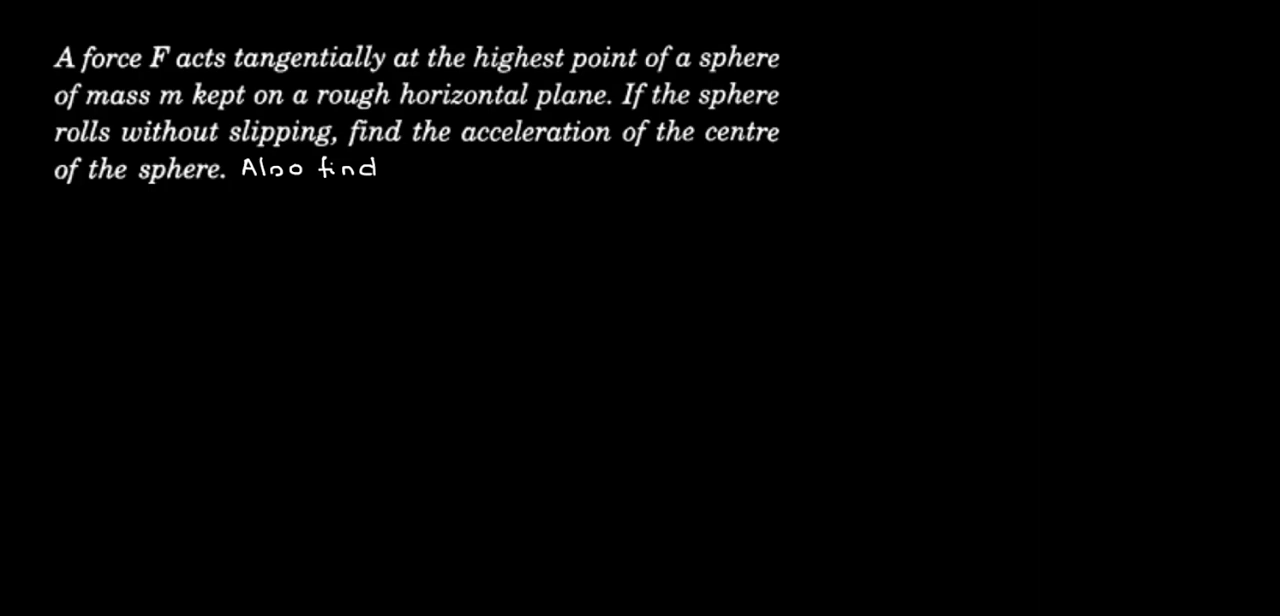 A force F acts tangentially at the highest point of a sphere
of mass m kept on a rough horizontal plane. If the sphere
rolls without slipping, find the acceleration of the centre
of the sphere. Also find